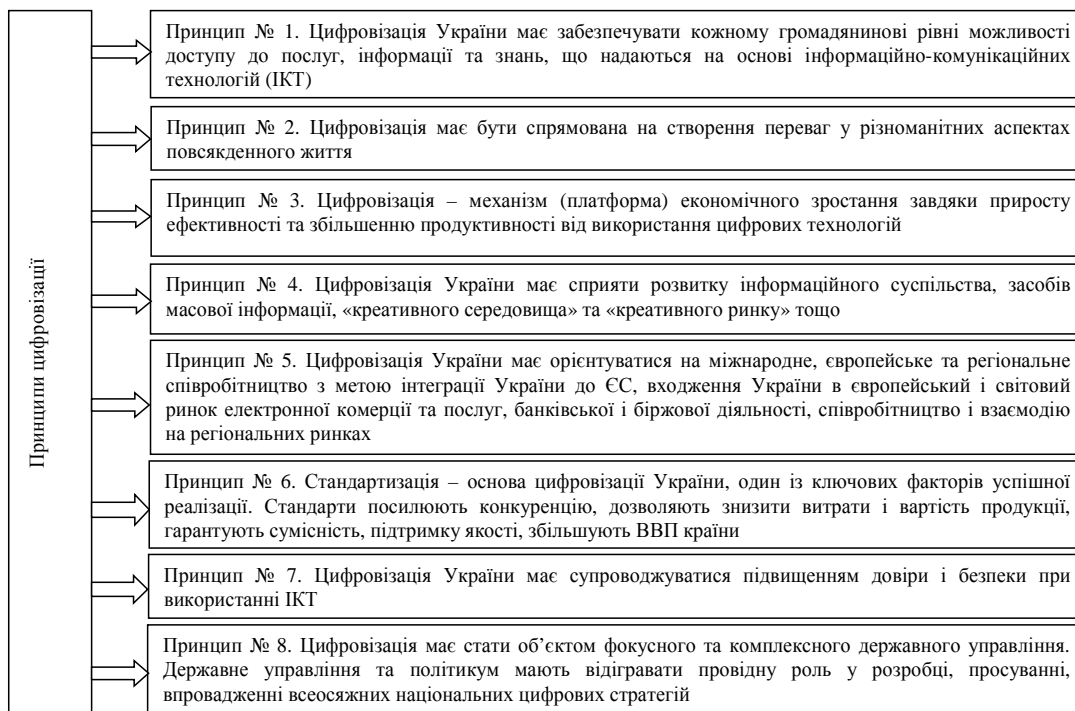 Принципи цифровізації
Принцип № 1. Цифровізація України має забезпечувати кожному громадянинові рівні можливості
доступу до послуг, інформації та знань, що надаються на основі інформаційно-комунікаційних
технологій (ІКТ)
Принцип № 2. Цифровізація має бути спрямована на створення переваг у різноманітних аспектах
повсякденного життя
Принцип № 3. Цифровізація – механізм (платформа) економічного зростання завдяки приросту
ефективності та збільшенню продуктивності від використання цифрових технологій
Принцип № 4. Цифровізація України має сприяти розвитку інформаційного суспільства, засобів
масової інформації, «креативного середовища» та «креативного ринку» тощо
Принцип № 5. Цифровізація України має орієнтуватися на міжнародне, європейське та регіональне
співробітництво з метою інтеграції України до ЄС, входження України в європейський і світовий
ринок електронної комерції та послуг, банківської і біржової діяльності, співробітництво і взаємодію
на регіональних ринках
Принцип № 6. Стандартизація – основа цифровізації України, один із ключових факторів успішної
реалізації. Стандарти посилюють конкуренцію, дозволяють знизити витрати і вартість продукції,
гарантують сумісність, підтримку якості, збільшують ВВП країни
Принцип № 7. Цифровізація України має супроводжуватися підвищенням довіри і безпеки при
використанні ІКТ
Принцип № 8. Цифровізація має стати об’єктом фокусного та комплексного державного управління.
Державне управління та політикум мають відігравати провідну роль у розробці, просуванні,
впровадженні всеосяжних національних цифрових стратегій